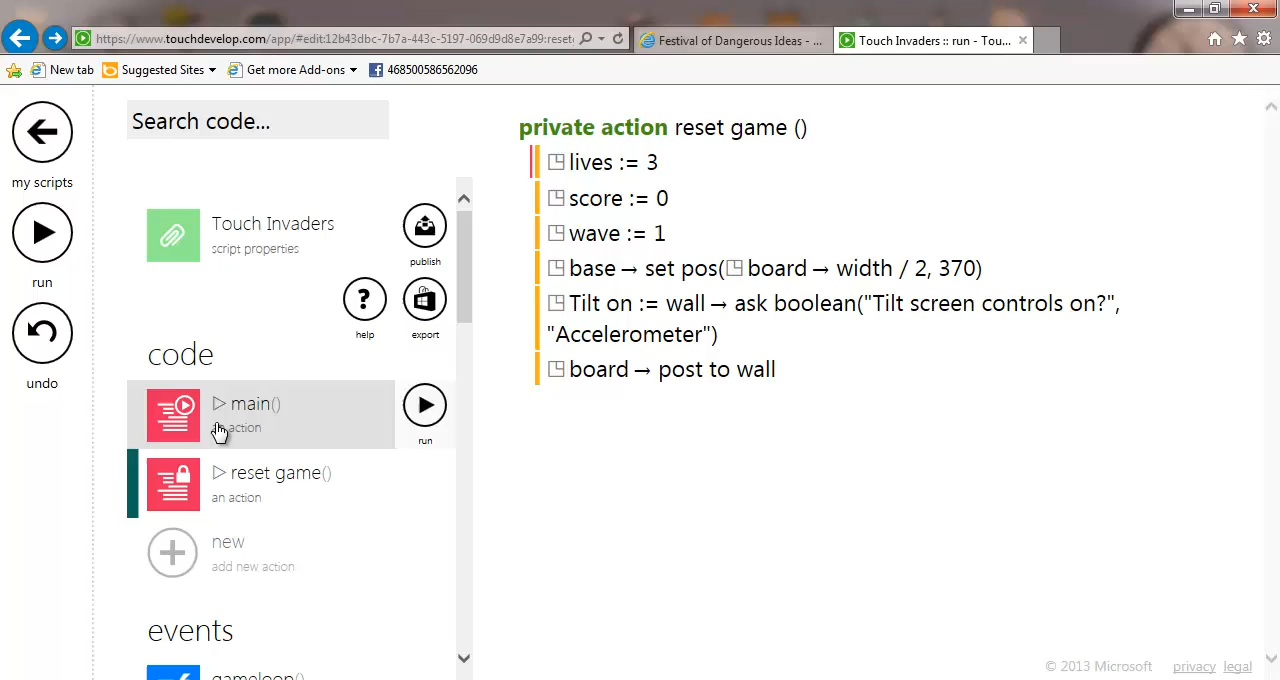 https://www.touchdevelop.com/app/#edit:12b43dbc-7b7a-443c-5197-069d9d8e7a99:reset
Festival of Dangerous Ideas - ...
Touch Invaders :: run - Tou...
New tab
Suggested Sites
Get more Add-ons
468500586562096
my scripts
run
undo
Search code...
Touch Invaders
script properties
publish
help
export
code
main()
an action
run
reset game()
an action
new
add new action
events
gameloop()
private action reset game ()
lives := 3
score := 0
wave := 1
base → set pos(board → width / 2, 370)
Tilt on := wall → ask boolean("Tilt screen controls on?",
"Accelerometer")
board → post to wall
© 2013 Microsoft privacy legal